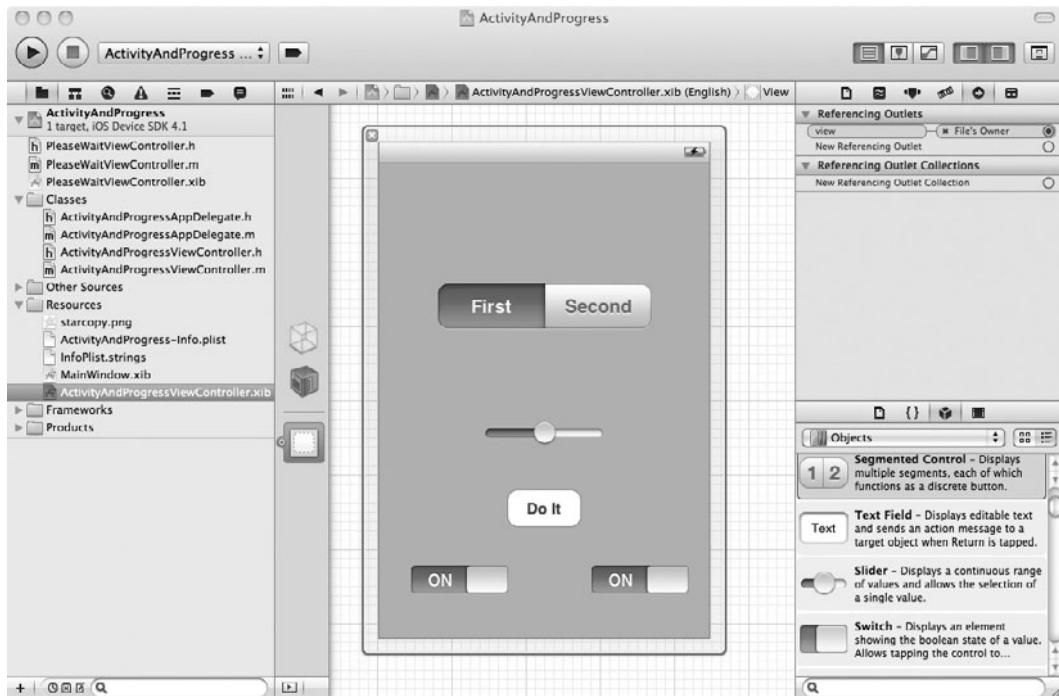 ActivityAndProgress
ActivityAndProgress ...
ActivityAndProgressViewController.xib (English)
View
ActivityAndProgress
1 target, iOS Device SDK 4.1
PleaseWaitViewController.h
PleaseWaitViewController.m
PleaseWaitViewController.xib
Classes
ActivityAndProgressAppDelegate.h
ActivityAndProgressAppDelegate.m
ActivityAndProgressViewController.h
ActivityAndProgressViewController.m
Other Sources
Resources
starcopy.png
ActivityAndProgress-Info.plist
InfoPlist.strings
MainWindow.xib
ActivityAndProgressViewController.xib
Frameworks
Products
First
Second
Do It
ON
ON
Referencing Outlets
view
File's Owner
New Referencing Outlet
Referencing Outlet Collections
New Referencing Outlet Collection
Objects
1 2
Segmented Control – Displays
multiple segments, each of which
functions as a discrete button.
Text
Text Field – Displays editable text
and sends an action message to a
target object when Return is tapped.
Slider – Displays a continuous range
of values and allows the selection of
a single value.
Switch – Displays an element
showing the boolean state of a value.
Allows tapping the control to...